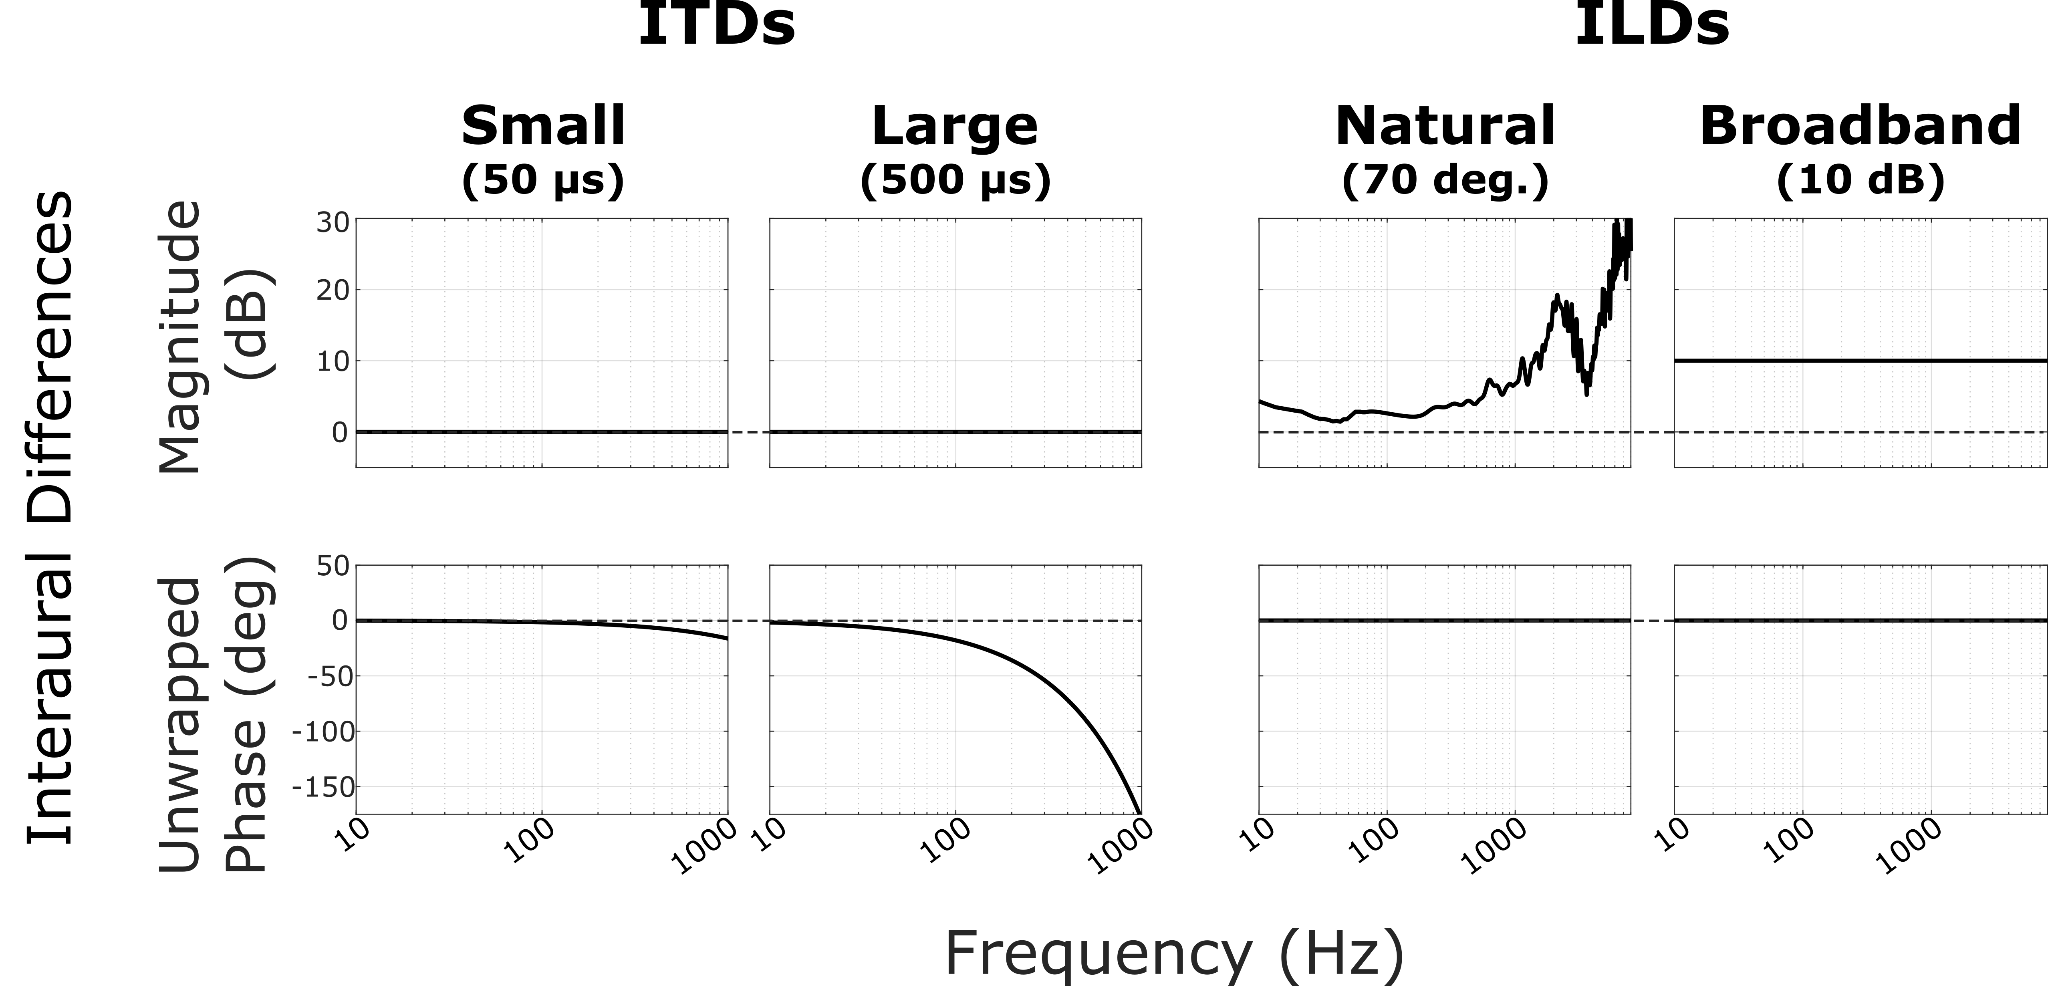 ITDs
ILDs
Small
(50 µs)
Large
(500 µs)
Natural
(70 deg.)
Broadband
(10 dB)
Interaural Differences
Magnitude
(dB)
30
20
10
0
Unwrapped
Phase (deg)
50
0
-50
-100
-150
10
100
1000
10
100
1000
10
100
1000
10
100
1000
Frequency (Hz)